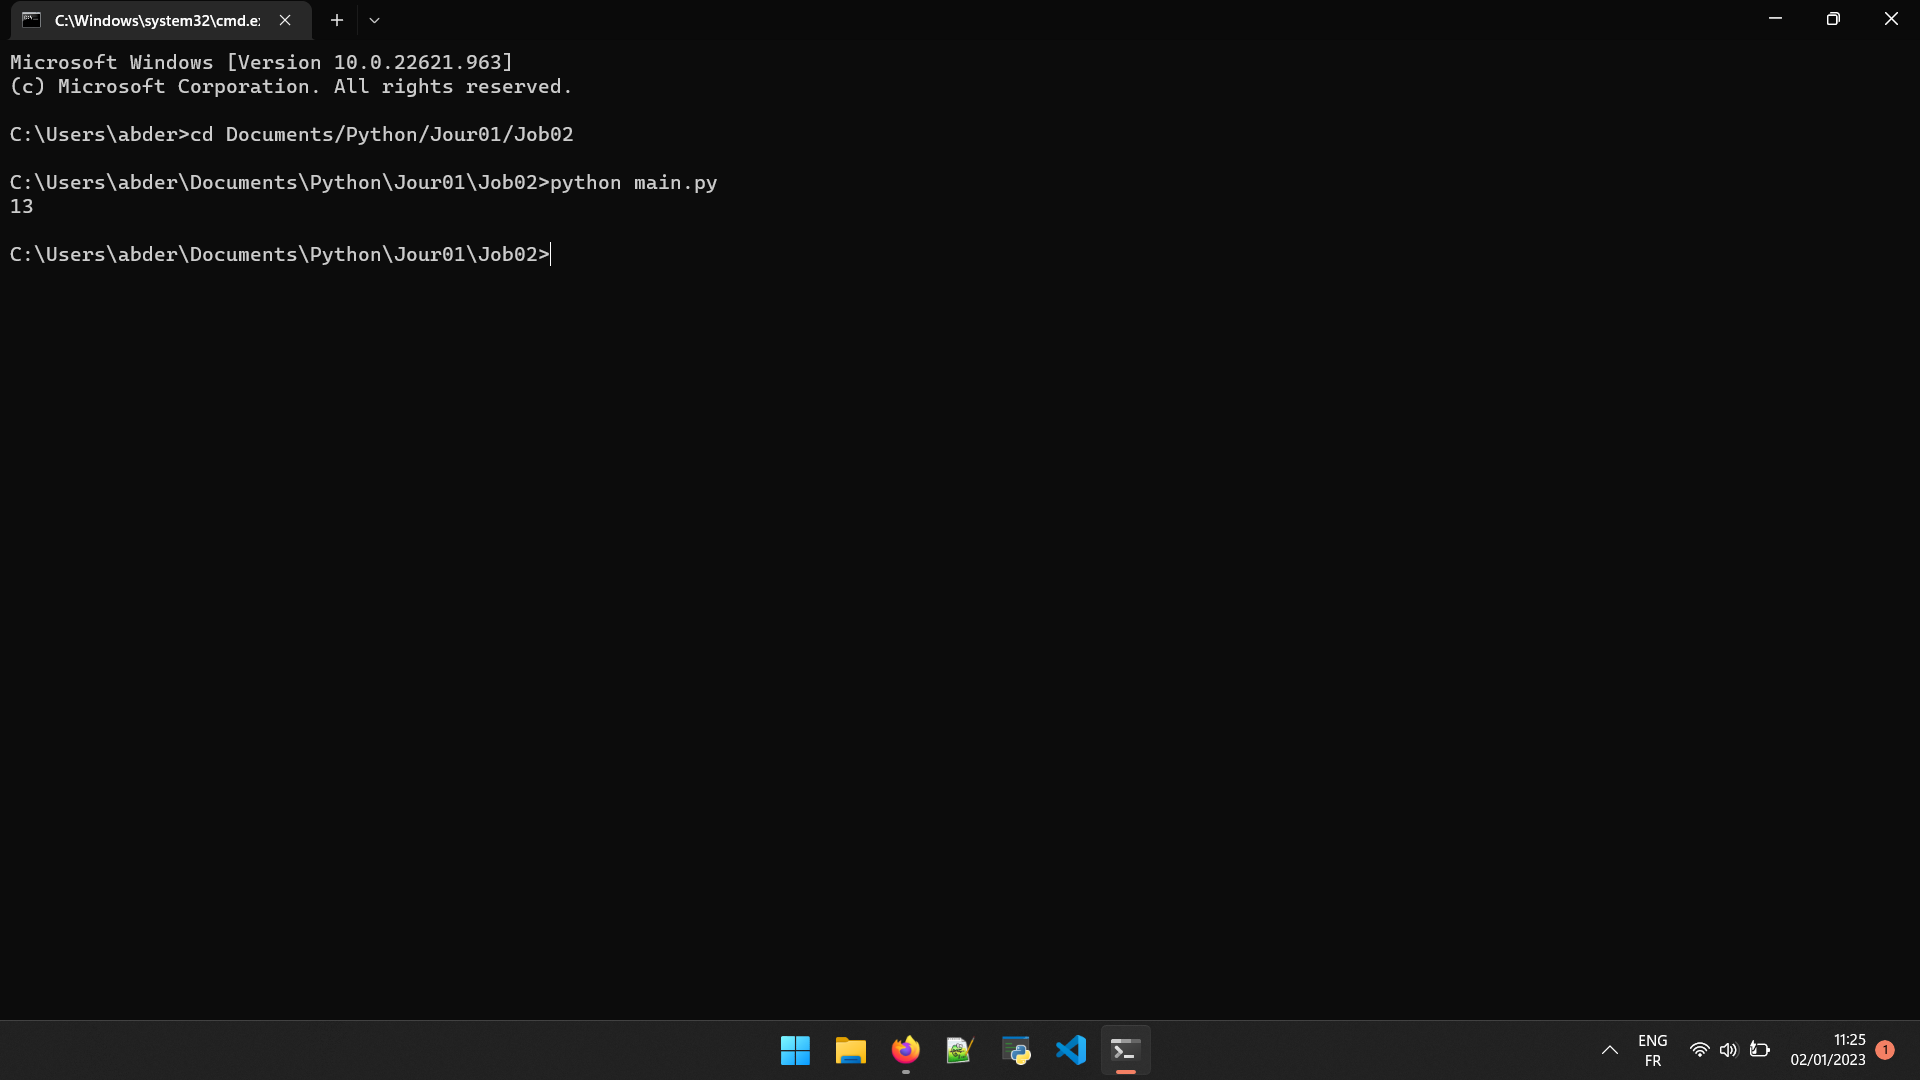 C:\Windows\system32\cmd.e
Microsoft Windows [Version 10.0.22621.963]
(c) Microsoft Corporation. All rights reserved.
C:\Users\abder>cd Documents/Python/Jour01/Job02
C:\Users\abder\Documents\Python\Jour01\Job02>python main.py
13
C:\Users\abder\Documents\Python\Jour01\Job02>
ENG
FR
11:25
02/01/2023
1